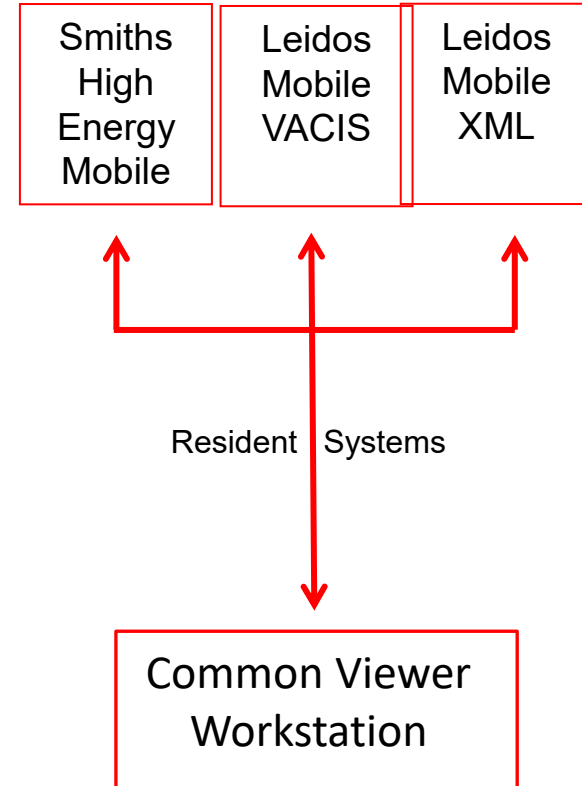 Smiths
High
Energy
Mobile
Leidos
Mobile
VACIS
Leidos
Mobile
XML
Resident Systems
Common Viewer
Workstation